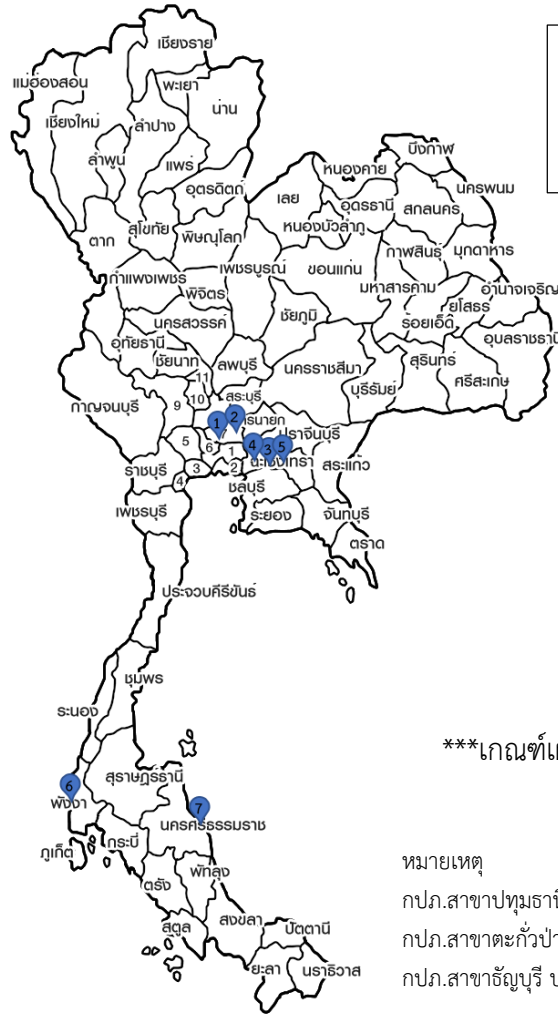 เชียงราย
แม่ฮ่องสอน
พะเยา
น่าน
เชียงใหม่
ลำปาง
ลำพูน
แพร่
อุตรดิตถ์
บึงกาฬ
หนองคาย
เลย
อุดรธานี
นครพนม
สกลนคร
หนองบัวลำภู
ตาก
สุโขทัย
พิษณุโลก
กาฬสินธุ์
มุกดาหาร
กำแพงเพชร
เพชรบูรณ์
ขอนแก่น
พิจิตร
มหาสารคาม
อำนาจเจริญ
ยโสธร
ร้อยเอ็ด
ชัยภูมิ
นครสวรรค์
อุบลราชธานี
อุทัยธานี
ชัยนาท
ลพบุรี
นครราชสีมา
สุรินทร์
ศรีสะเกษ
บุรีรัมย์
11
10
9
สระบุรี
กาญจนบุรี
1
2
ปราจีนบุรี
5
6
1
4
3
5
สระแก้ว
ราชบุรี
3
2
4
ชลบุรี
ระยอง
จันทบุรี
เพชรบุรี
ตราด
ประจวบคีรีขันธ์
ชุมพร
ระนอง
***เกณฑ์
สุราษฎร์ธานี
6
พังงา
7
นครศรีธรรมราช
ภูเก็ต
กระบี่
ตรัง
พัทลุง
หมายเหตุ
กปภ.สาขาปทุมธานี
สตูล
สงขลา
ปัตตานี
กปภ.สาขาตะกั่วป่า
ยะลา
นราธิวาส
กปภ.สาขาธัญบุรี